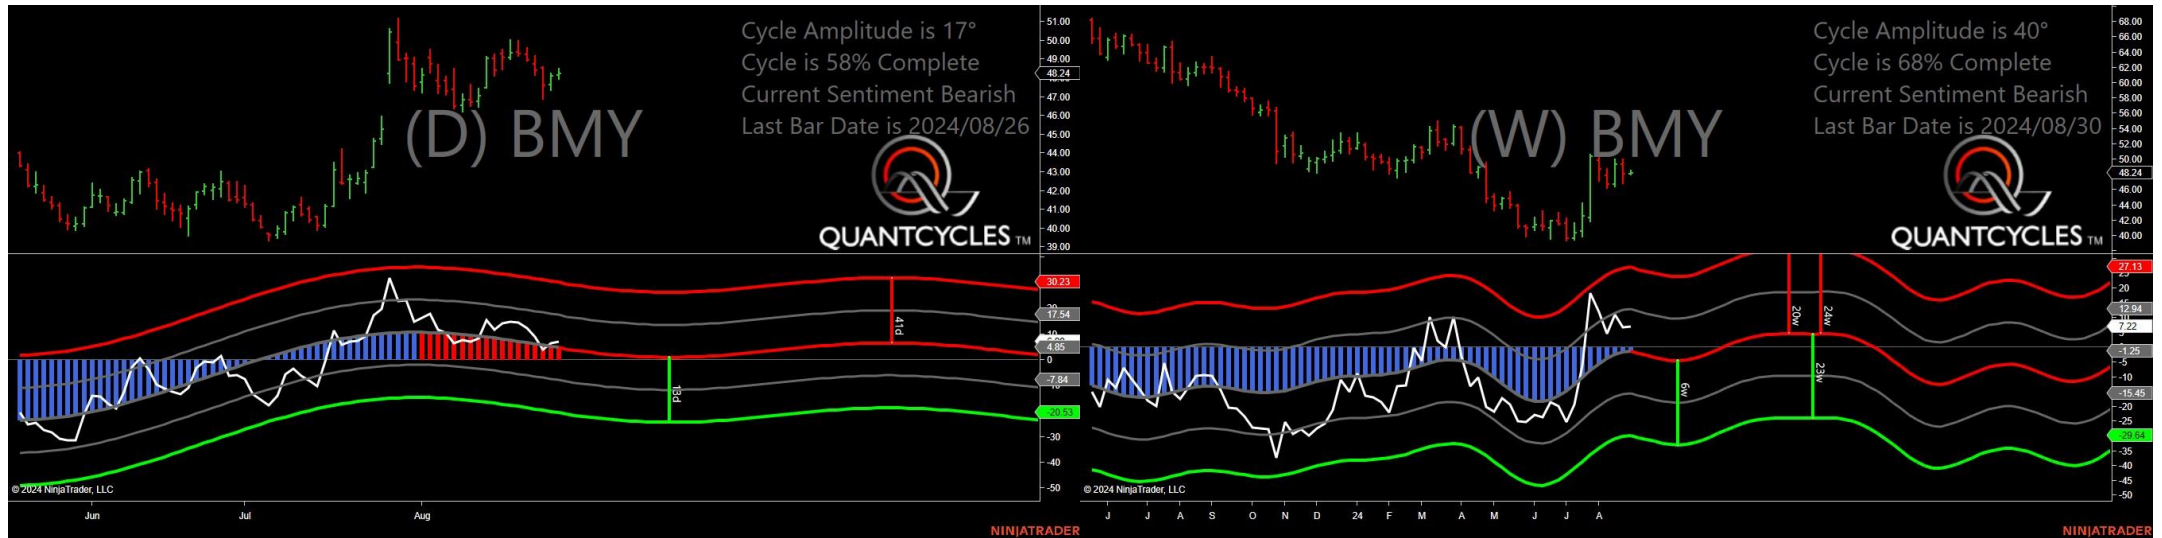 Cycle Amplitude is 17°
Cycle is 58% Complete
Current Sentiment Bearish
Last Bar Date is 2024/08/26
(D) BMY
QUANTCYCLES TM
51.00
50.00
49.00
48.24
47.00
46.00
45.00
44.00
43.00
42.00
41.00
40.00
39.00
30.23
17.54
4.85
0
-7.84
-20.53
-30
-40
-50
41d
13d
© 2024 NinjaTrader, LLC
Jun
Jul
Aug
NINJATRADER
Cycle Amplitude is 40°
Cycle is 68% Complete
Current Sentiment Bearish
Last Bar Date is 2024/08/30
(W) BMY
QUANTCYCLES TM
68.00
66.00
64.00
62.00
60.00
58.00
56.00
54.00
52.00
50.00
48.24
46.00
44.00
42.00
40.00
27.13
20
12.94
7.22
-1.25
-5
-10
-15.45
-20
-25
-29.64
-35
-40
-45
-50
20w
24w
23w
6w
© 2024 NinjaTrader, LLC
J
J
A
S
O
N
D
24
F
M
A
M
J
J
A
NINJATRADER